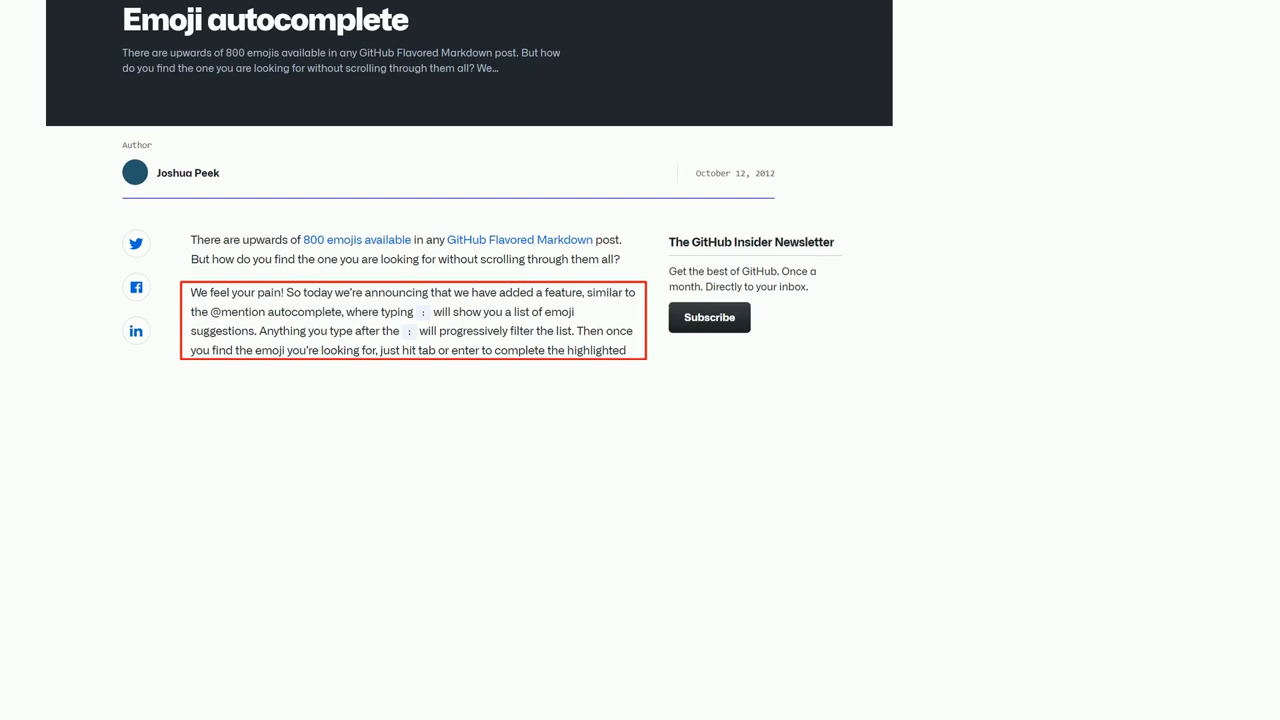 Emoji autocomplete
There are upwards of 800 emojis available in any GitHub Flavored Markdown post. But how
do you find the one you are looking for without scrolling through them all? We...
Author
Joshua Peek
October 12, 2012
There are upwards of 800 emojis available in any GitHub Flavored Markdown post.
But how do you find the one you are looking for without scrolling through them all?
We feel your pain! So today we're announcing that we have added a feature, similar to
the @mention autocomplete, where typing : will show you a list of emoji
suggestions. Anything you type after the : will progressively filter the list. Then once
you find the emoji you're looking for, just hit tab or enter to complete the highlighted
The GitHub Insider Newsletter
Get the best of GitHub. Once a
month. Directly to your inbox.
Subscribe